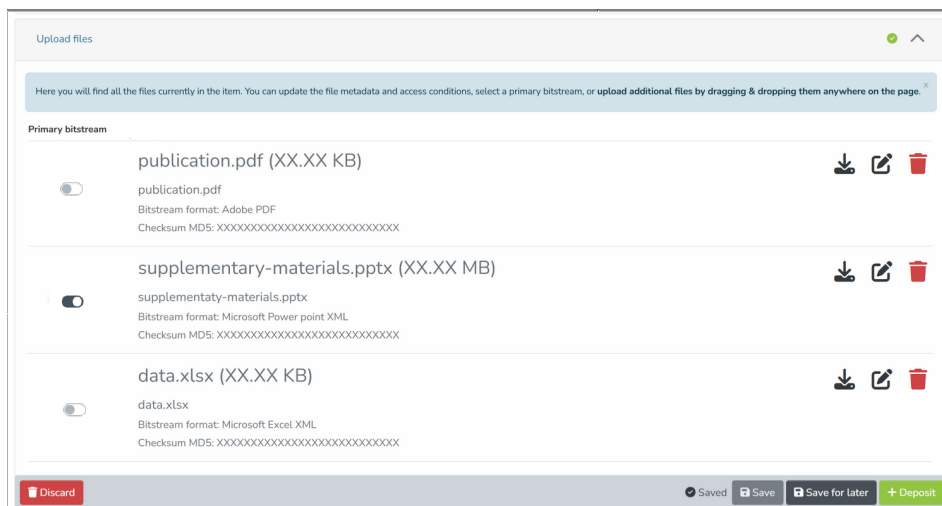 Upload files
Here you will find all the files currently in the item. You can update the file metadata and access conditions, select a primary bitstream, or upload additional files by dragging & dropping them anywhere on the page. ×
Primary bitstream
publication.pdf (XX.XX KB)
publication.pdf
Bitstream format: Adobe PDF
Checksum MD5: XXXXXXXXXXXXXXXXXXXXXXXXXXX
supplementary-materials.pptx (XX.XX MB)
supplementaty-materials.pptx
Bitstream format: Microsoft Power point XML
Checksum MD5: XXXXXXXXXXXXXXXXXXXXXXXXXXX
data.xlsx (XX.XX KB)
data.xlsx
Bitstream format: Microsoft Excel XML
Checksum MD5: XXXXXXXXXXXXXXXXXXXXXXXXXXX
Discard Saved Save Save for later + Deposit